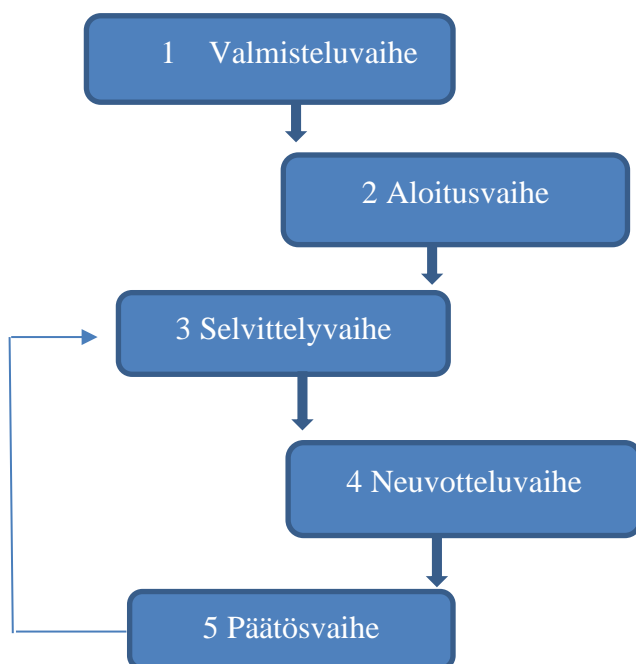 1 Valmisteluvaihe
2 Aloitusvaihe
3 Selvittelyvaihe
4 Neuvotteluvaihe
5 Päätösvaihe